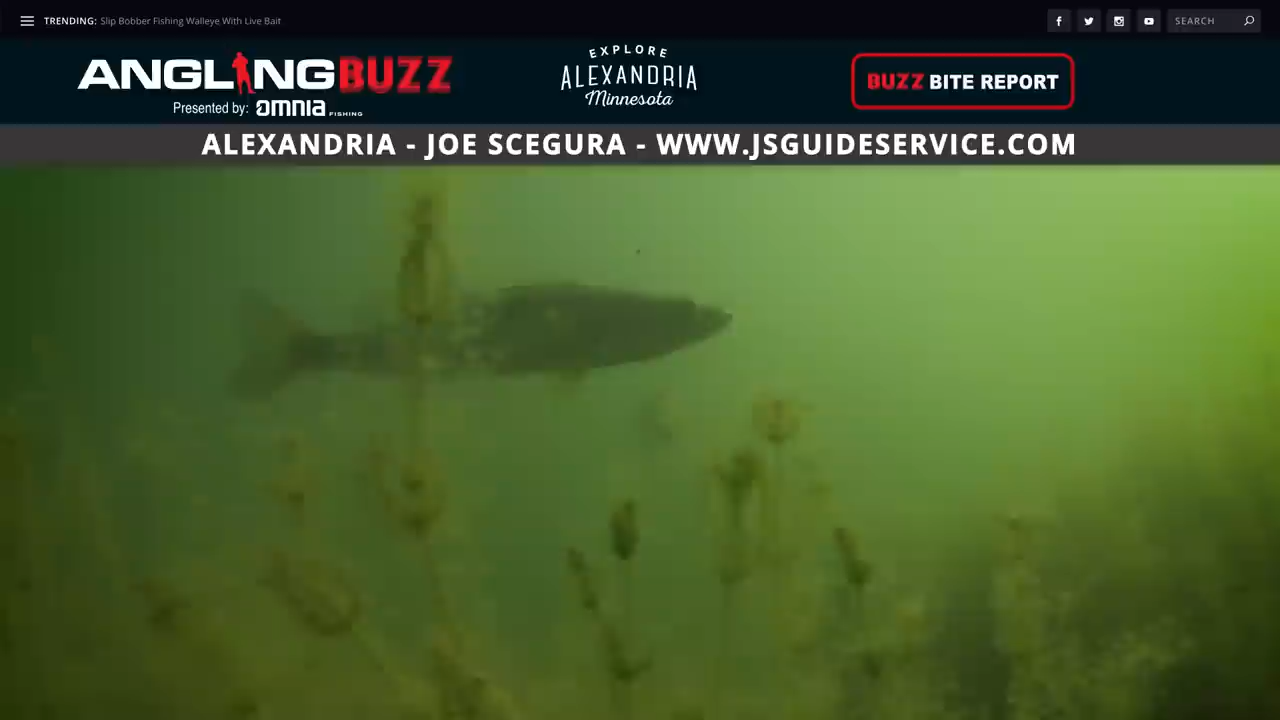 TRENDING: Slip Bobber Fishing Walleye With Live Bait
SEARCH
ANGLINGBUZZ
Presented by: omnia FISHING
EXPLORE
ALEXANDRIA
Minnesota
BUZZ BITE REPORT
ALEXANDRIA - JOE SCEGURA - WWW.JSGUIDESERVICE.COM